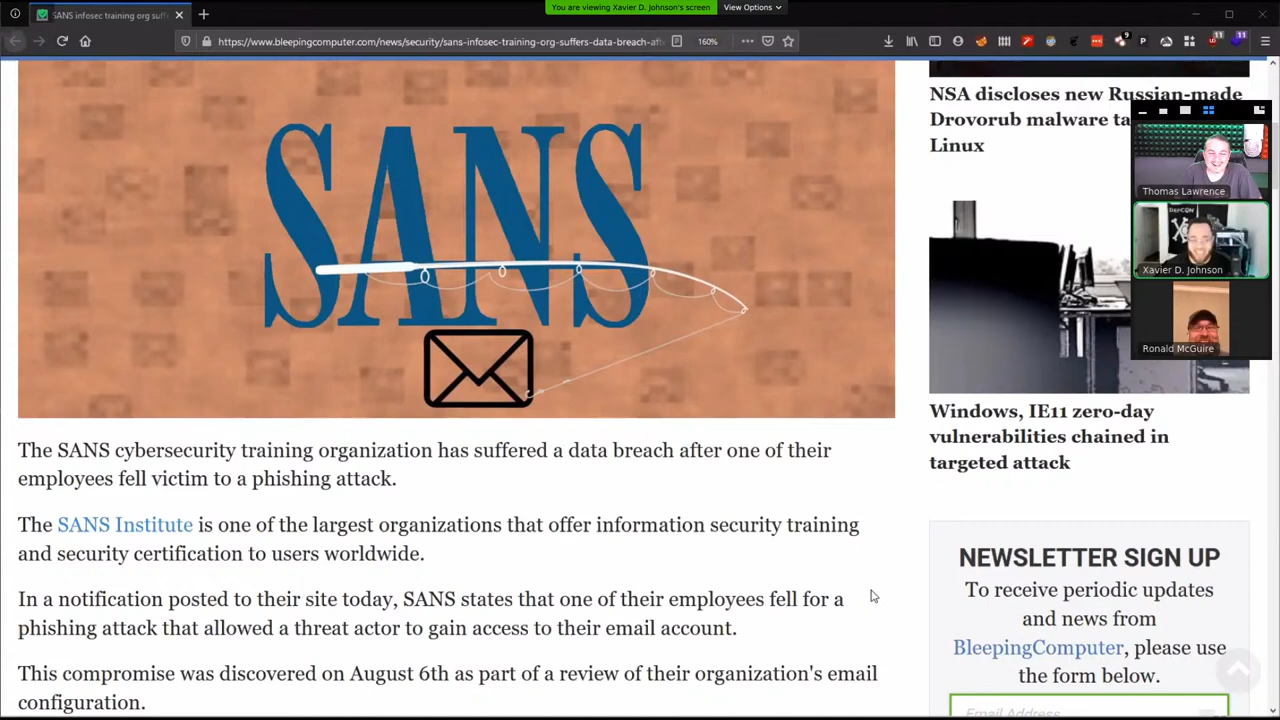 You are viewing Xavier D. Johnson's screen
View Options
SANS infosec training org suff
https://www.bleepingcomputer.com/news/security/sans-infosec-training-org-suffers-data-breach-aft
160%
9
11
11
SANS
The SANS cybersecurity training organization has suffered a data breach after one of their
employees fell victim to a phishing attack.
The SANS Institute is one of the largest organizations that offer information security training
and security certification to users worldwide.
In a notification posted to their site today, SANS states that one of their employees fell for a
phishing attack that allowed a threat actor to gain access to their email account.
This compromise was discovered on August 6th as part of a review of their organization's email
configuration.
NSA discloses new Russian-made
Drovorub malware ta
Linux
Thomas Lawrence
DEFCON
Xavier D. Johnson
Ronald McGuire
Windows, IE11 zero-day
vulnerabilities chained in
targeted attack
NEWSLETTER SIGN UP
To receive periodic updates
and news from
BleepingComputer, please use
the form below.
Email Address